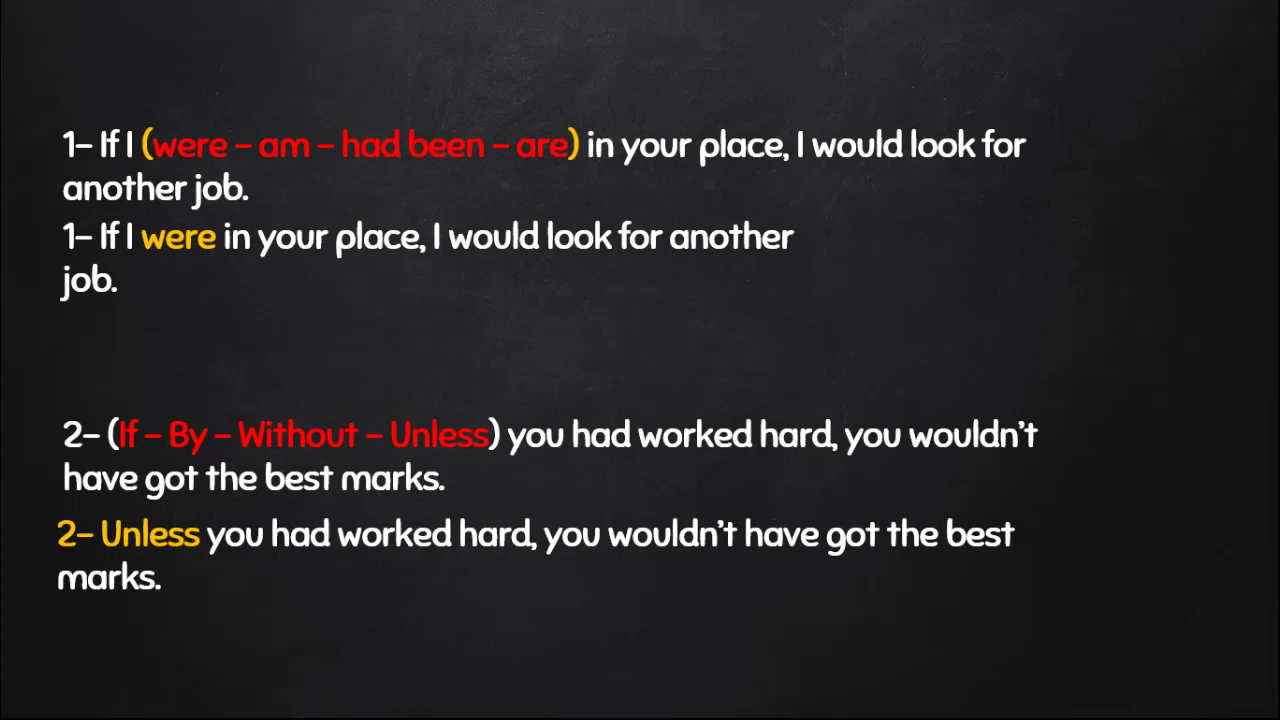 1- If I (were - am - had been - are) in your place, I would look for
another job.
1- If I were in your place, I would look for another
job.
2- (If - By - Without - Unless) you had worked hard, you wouldn't
have got the best marks.
2- Unless you had worked hard, you wouldn't have got the best
marks.